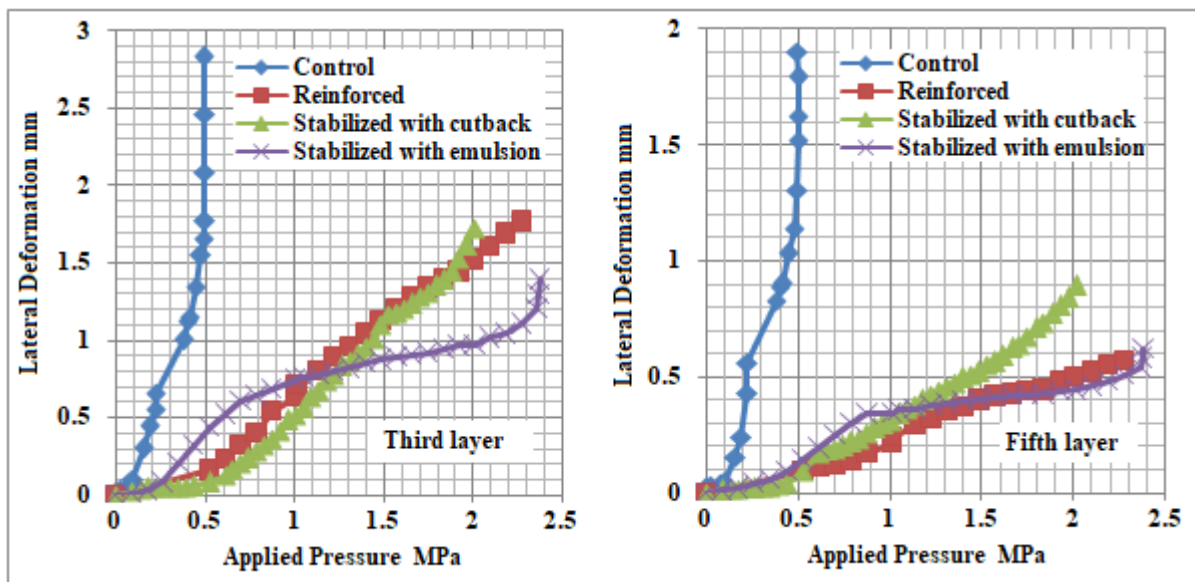 Lateral Deformation mm
3
2.5
2
1.5
1
0.5
0
Control
Reinforced
Stabilized with cutback
Stabilized with emulsion
Third layer
0 0.5 1 1.5 2 2.5
Applied Pressure MPa
Lateral Deformation mm
2
1.5
1
0.5
0
Control
Reinforced
Stabilized with cutback
Stabilized with emulsion
Fifth layer
0 0.5 1 1.5 2 2.5
Applied Pressure MPa